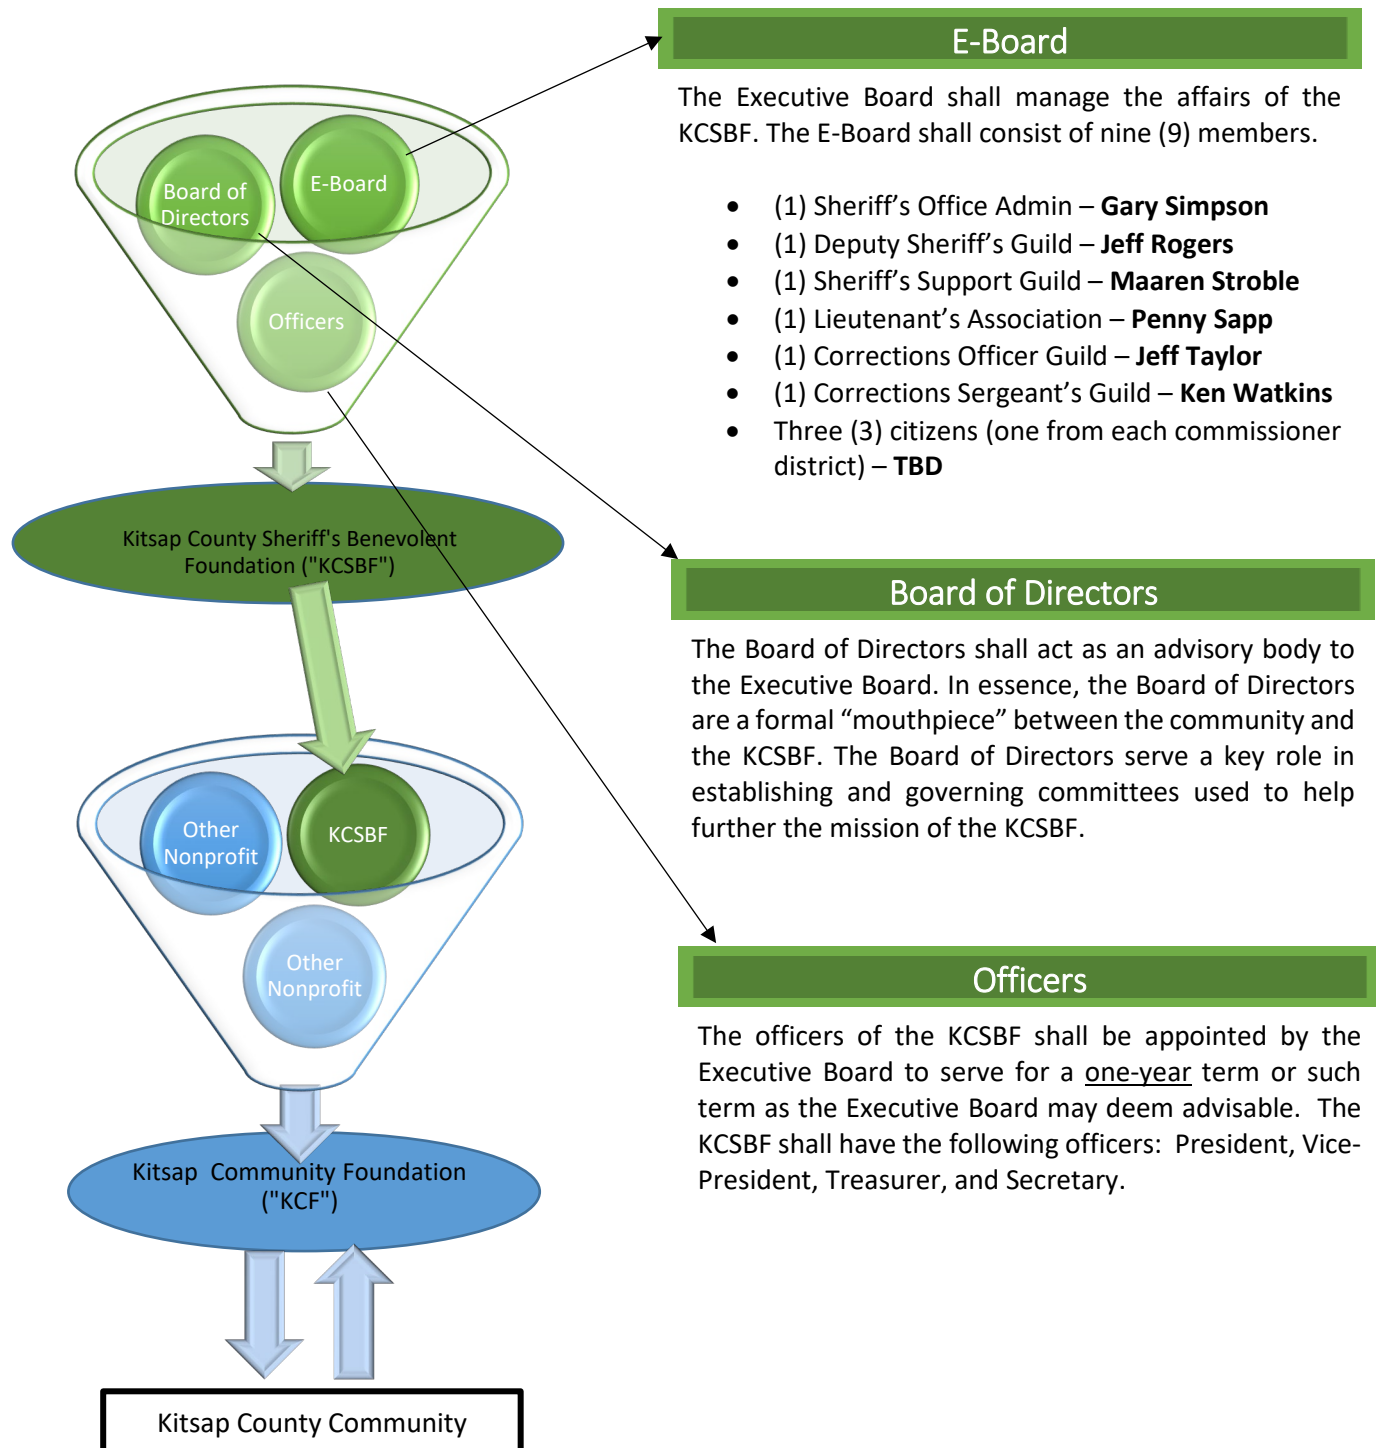 E-Board
The Executive Board shall manage the affairs of the
KCSBF. The E-Board shall consist of nine (9) members.
• (1) Sheriff’s Office Admin – Gary Simpson
• (1) Deputy Sheriff’s Guild – Jeff Rogers
• (1) Sheriff’s Support Guild – Maaren Stroble
• (1) Lieutenant’s Association – Penny Sapp
• (1) Corrections Officer Guild – Jeff Taylor
• (1) Corrections Sergeant’s Guild – Ken Watkins
• Three (3) citizens (one from each commissioner
district) – TBD
Board of
Directors
E-Board
Officers
Kitsap County Sheriff's Benevolent
Foundation ("KCSBF")
Board of Directors
The Board of Directors shall act as an advisory body to
the Executive Board. In essence, the Board of Directors
are a formal “mouthpiece” between the community and
the KCSBF. The Board of Directors serve a key role in
establishing and governing committees used to help
further the mission of the KCSBF.
Other
Nonprofit
KCSBF
Other
Nonprofit
Officers
The officers of the KCSBF shall be appointed by the
Executive Board to serve for a one-year term or such
term as the Executive Board may deem advisable.  The
KCSBF shall have the following officers:  President, Vice-
President, Treasurer, and Secretary.
Kitsap  Community Foundation
("KCF")
Kitsap County Community